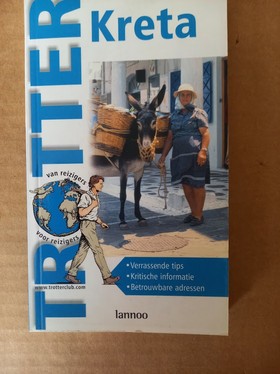 TROTTER
Kreta
van reizigers
voor reizigers
www.trotterclub.com
• Verrassende tips
• Kritische informatie
• Betrouwbare adressen
lannoo